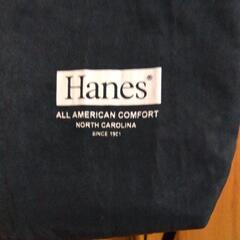 Hanes®
ALL AMERICAN COMFORT
NORTH CAROLINA
SINCE 1901